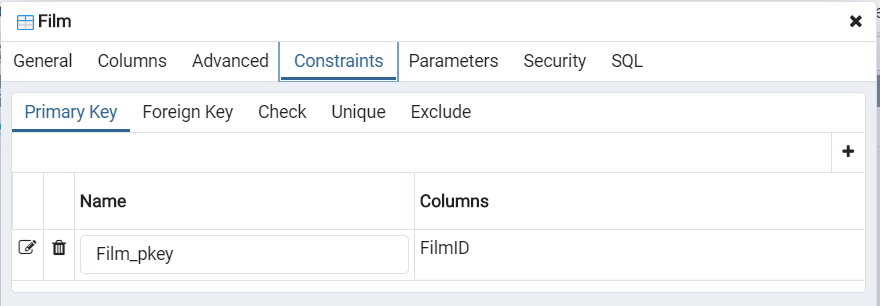 Film
General Columns Advanced Constraints Parameters Security SQL
Primary Key Foreign Key Check Unique Exclude
Name Columns
Film_pkey FilmID